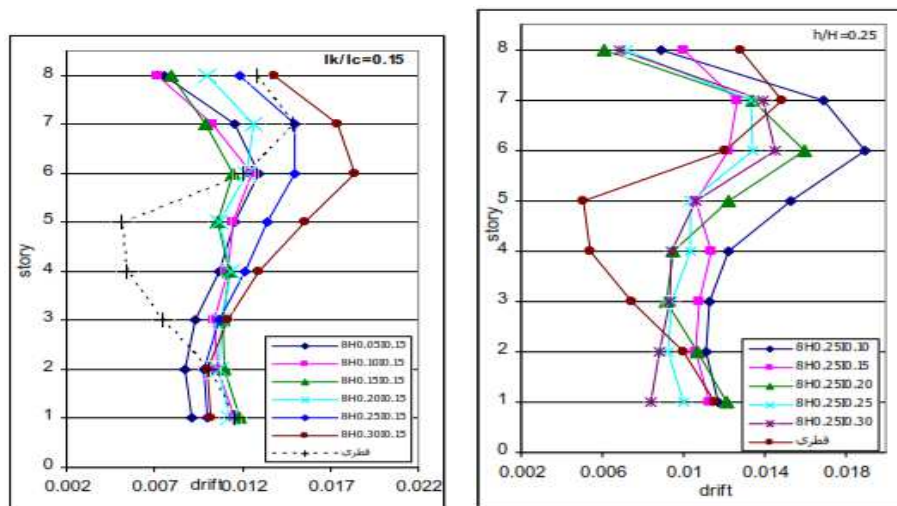 Ik/Ic=0.15
8
7
6
5
4
3
2
1
0
story
8H0.05I0.15
8H0.10I0.15
8H0.15I0.15
8H0.20I0.15
8H0.25I0.15
8H0.30I0.15
قطري
0.002
0.007
0.012
0.017
0.022
drift
h/H=0.25
8
7
6
5
4
3
2
1
0
story
8H0.25I0.10
8H0.25I0.15
8H0.25I0.20
8H0.25I0.25
8H0.25I0.30
قطري
0.002
0.006
0.01
0.014
0.018
drift